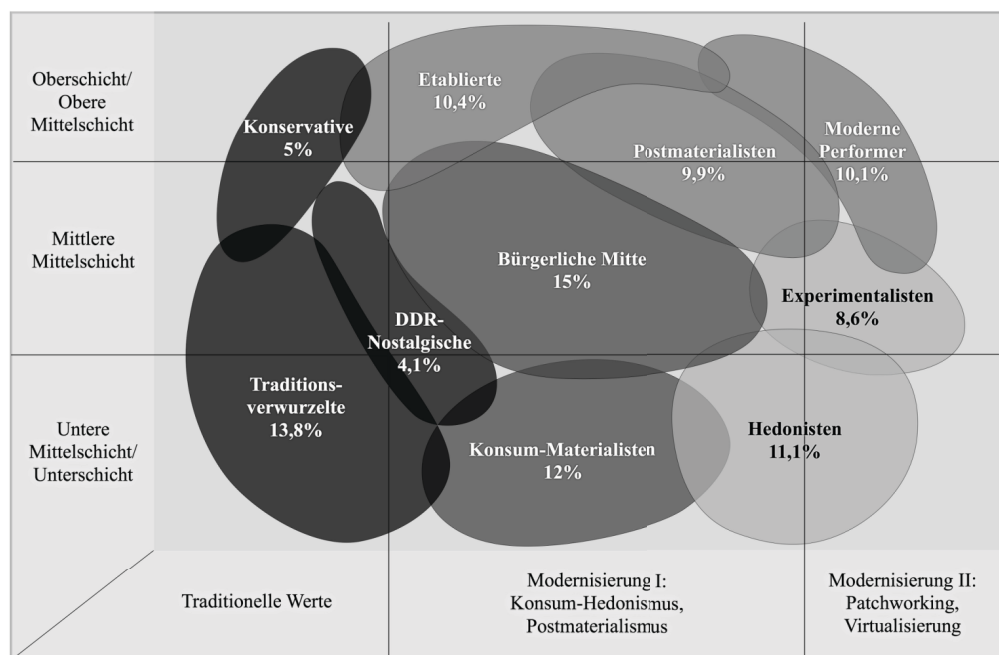 Oberschicht/
Obere
Mittelschicht
Etablierte
10,4%
Konservative
5%
Postmaterialisten
9,9%
Moderne
Performer
10,1%
Mittlere
Mittelschicht
Bürgerliche Mitte
15%
Experimentalisten
8,6%
DDR-
Nostalgische
4,1%
Traditions-
verwurzelte
13,8%
Untere
Mittelschicht/
Unterschicht
Konsum-Materialisten
12%
Hedonisten
11,1%
Traditionelle Werte
Modernisierung I:
Konsum-Hedonismus,
Postmaterialismus
Modernisierung II:
Patchworking,
Virtualisierung